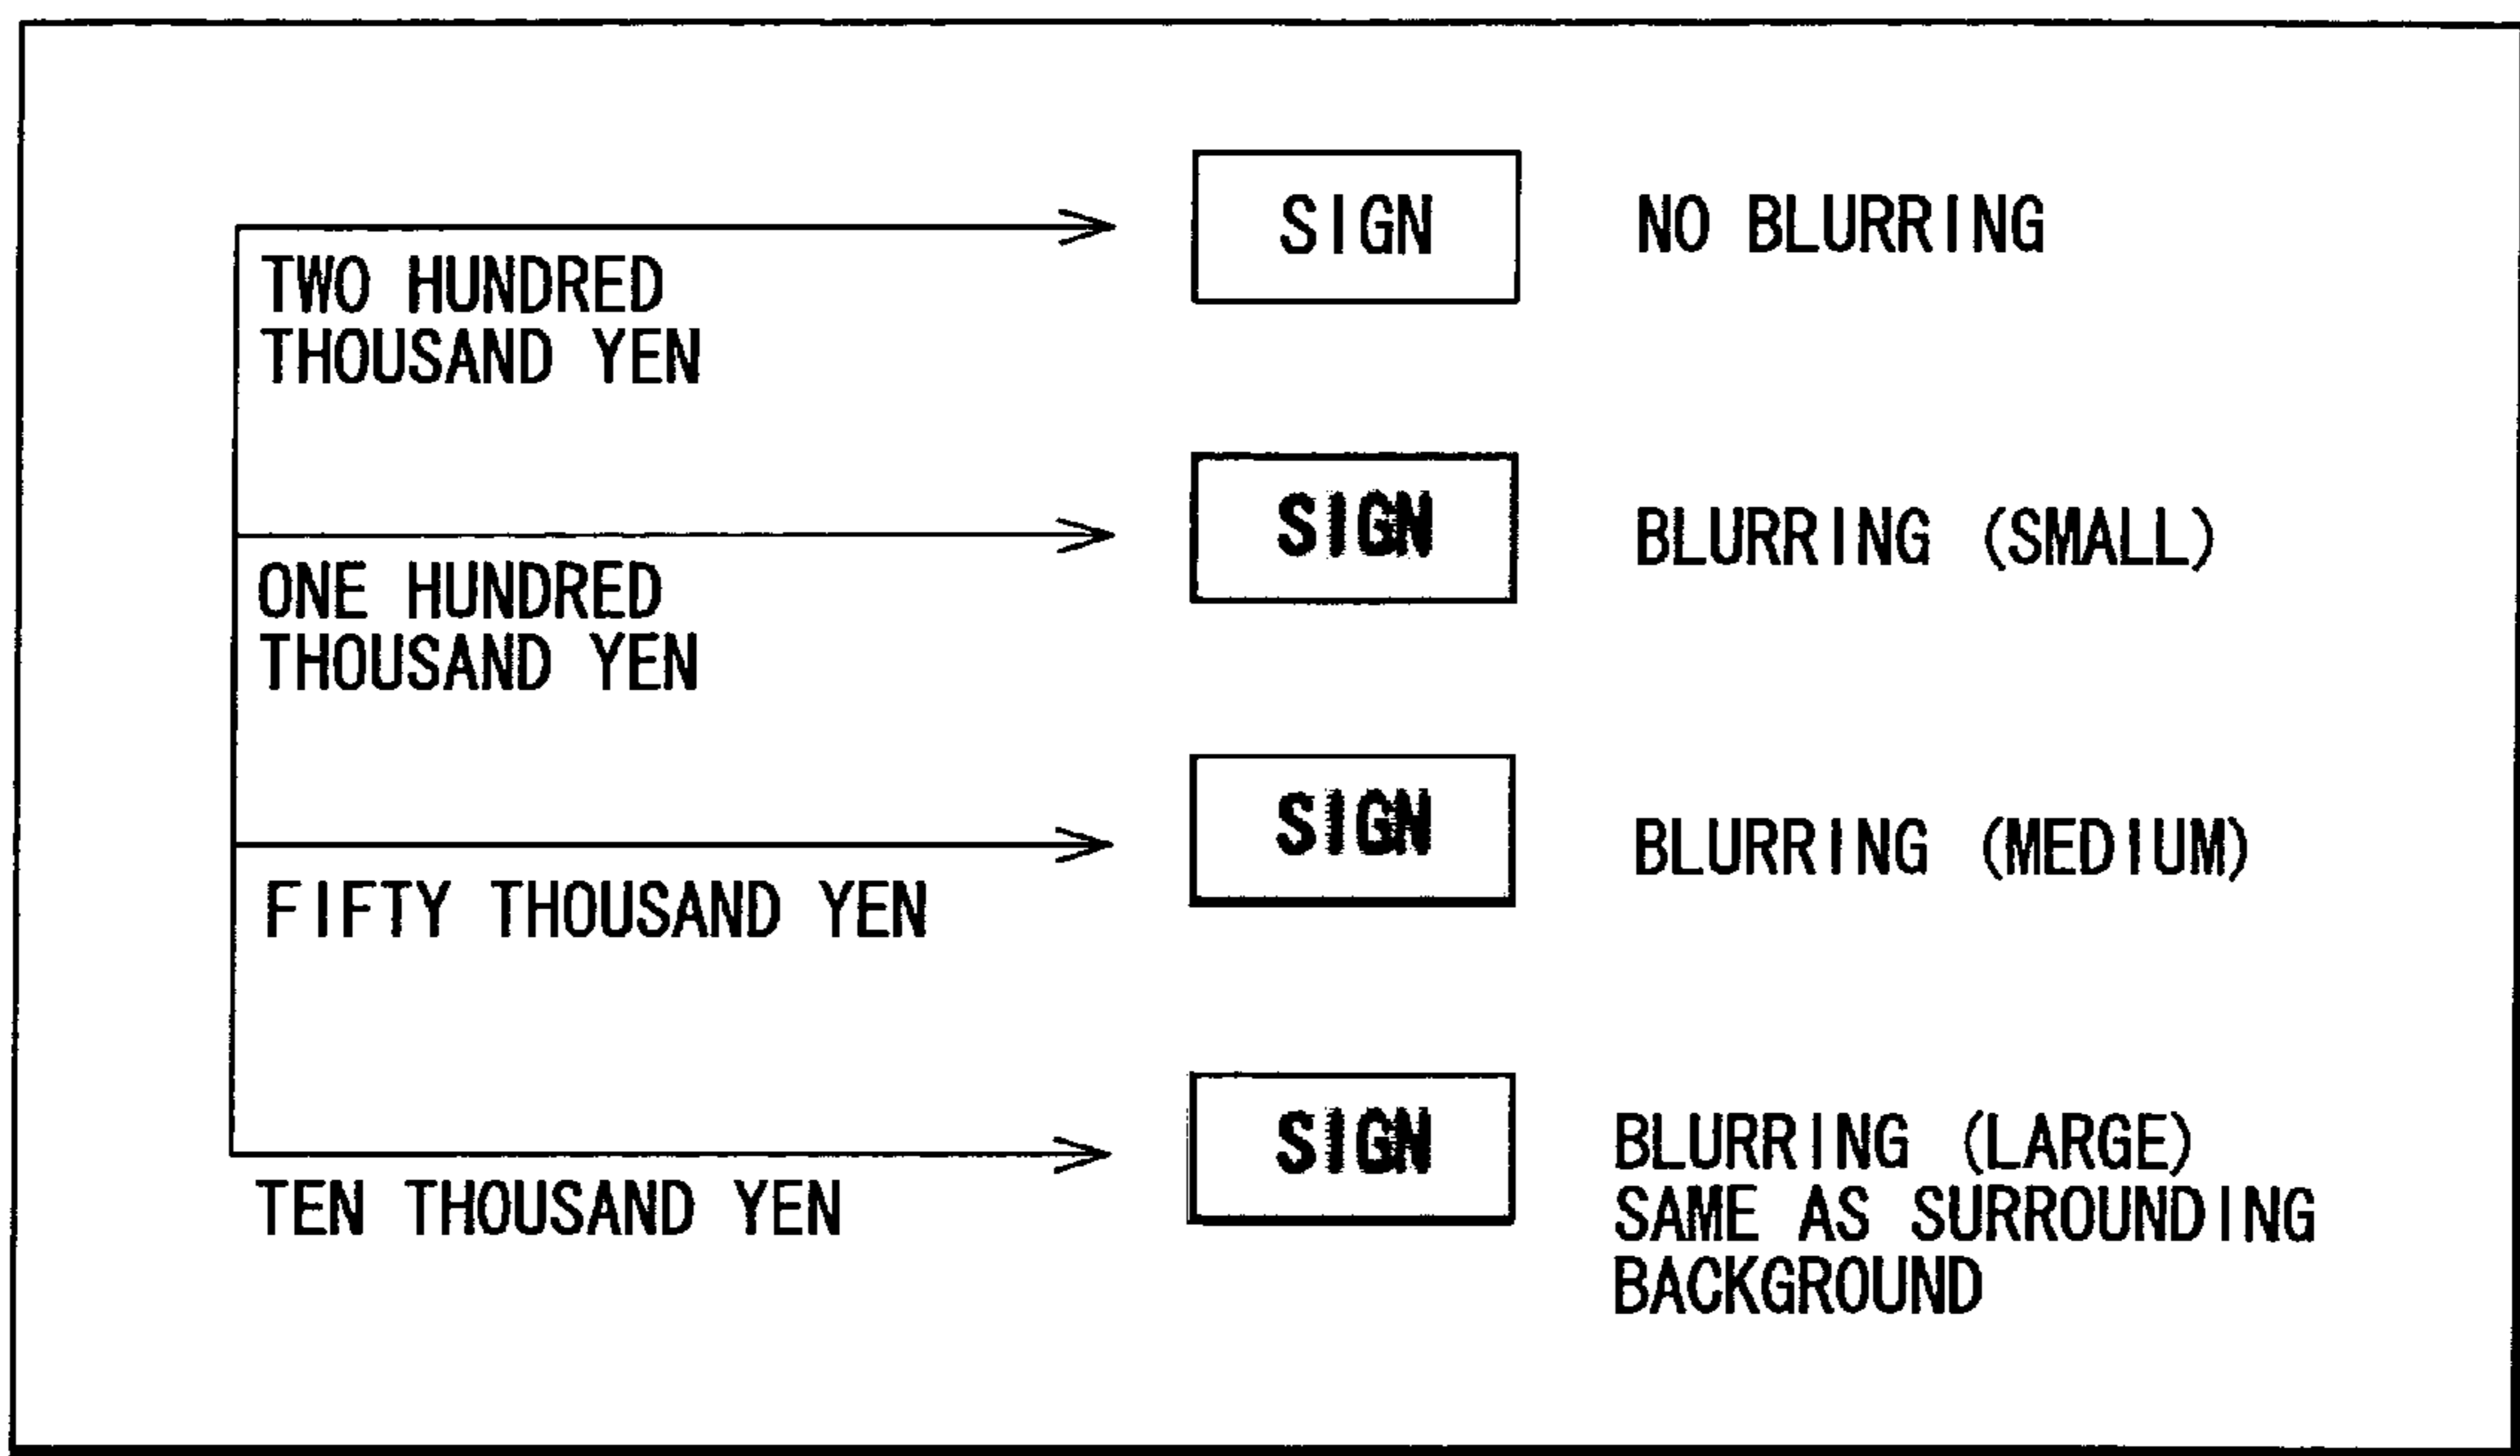 SIGN
NO BLURRING
TWO HUNDRED
THOUSAND YEN
SIGN
BLURRING (SMALL)
ONE HUNDRED
THOUSAND YEN
SIGN
BLURRING (MEDIUM)
FIFTY THOUSAND YEN
SIGN
BLURRING (LARGE)
SAME AS SURROUNDING
BACKGROUND
TEN THOUSAND YEN